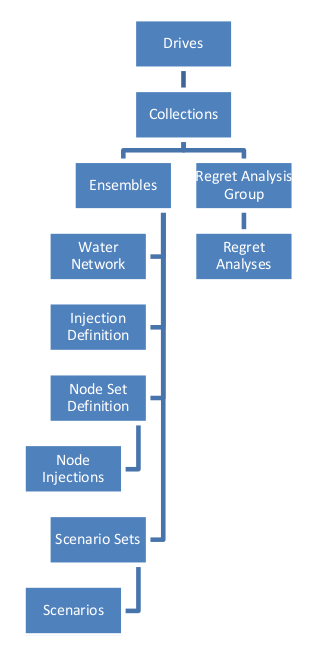 Drives
Collections
Ensembles
Regret Analysis
Group
Water
Network
Regret
Analyses
Injection
Definition
Node Set
Definition
Node
Injections
Scenario Sets
Scenarios